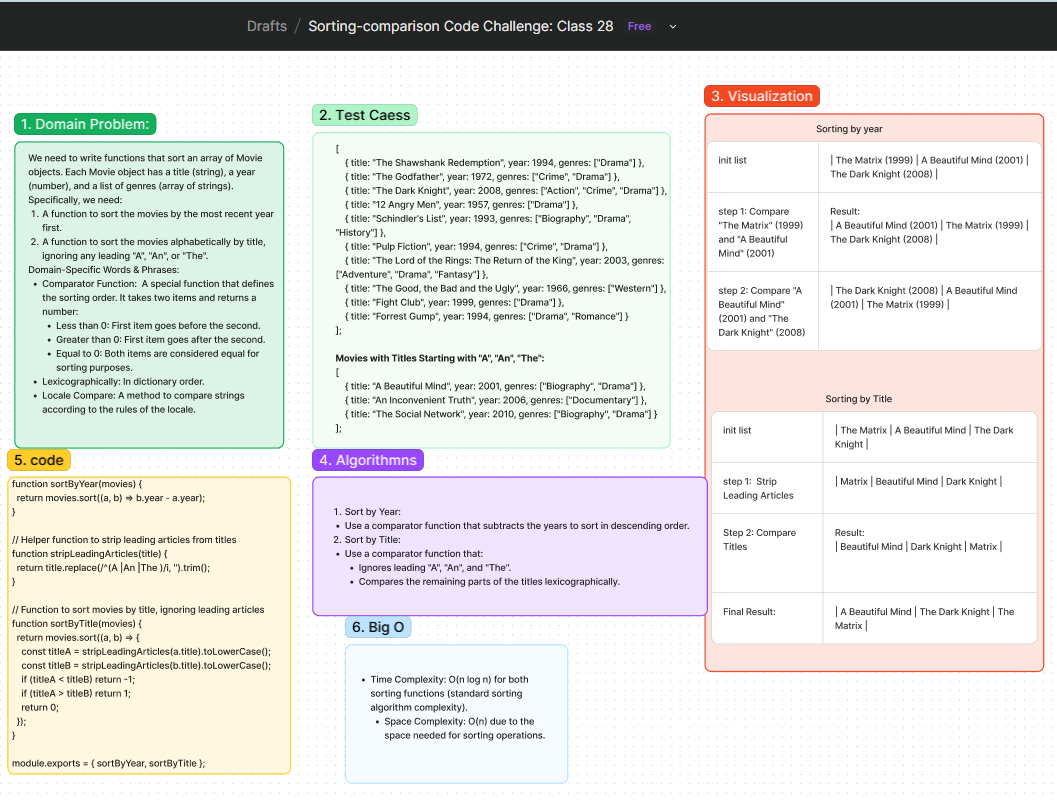 Drafts / Sorting-comparison Code Challenge: Class 28 Free
1. Domain Problem:
We need to write functions that sort an array of Movie
objects. Each Movie object has a title (string), a year
(number), and a list of genres (array of strings).
Specifically, we need:
1. A function to sort the movies by the most recent year
first.
2. A function to sort the movies alphabetically by title,
ignoring any leading "A", "An", or "The".
Domain-Specific Words & Phrases:
• Comparator Function: A special function that defines
the sorting order. It takes two items and returns a
number:
• Less than 0: First item goes before the second.
• Greater than 0: First item goes after the second.
• Equal to 0: Both items are considered equal for
sorting purposes.
• Lexicographically: In dictionary order.
• Locale Compare: A method to compare strings
according to the rules of the locale.
2. Test Caess
[
{ title: "The Shawshank Redemption", year: 1994, genres: ["Drama"] },
{ title: "The Godfather", year: 1972, genres: ["Crime", "Drama"] },
{ title: "The Dark Knight", year: 2008, genres: ["Action", "Crime", "Drama"] },
{ title: "12 Angry Men", year: 1957, genres: ["Drama"] },
{ title: "Schindler's List", year: 1993, genres: ["Biography", "Drama",
"History"] },
{ title: "Pulp Fiction", year: 1994, genres: ["Crime", "Drama"] },
{ title: "The Lord of the Rings: The Return of the King", year: 2003, genres:
["Adventure", "Drama", "Fantasy"] },
{ title: "The Good, the Bad and the Ugly", year: 1966, genres: ["Western"] },
{ title: "Fight Club", year: 1999, genres: ["Drama"] },
{ title: "Forrest Gump", year: 1994, genres: ["Drama", "Romance"] }
];
Movies with Titles Starting with "A", "An", "The":
[
{ title: "A Beautiful Mind", year: 2001, genres: ["Biography", "Drama"] },
{ title: "An Inconvenient Truth", year: 2006, genres: ["Documentary"] },
{ title: "The Social Network", year: 2010, genres: ["Biography", "Drama"] }
];
3. Visualization
Sorting by year
init list
| The Matrix (1999) | A Beautiful Mind (2001) |
The Dark Knight (2008) |
step 1: Compare
"The Matrix" (1999)
and "A Beautiful
Mind" (2001)
Result:
| A Beautiful Mind (2001) | The Matrix (1999) |
The Dark Knight (2008) |
step 2: Compare "A
Beautiful Mind"
(2001) and "The
Dark Knight" (2008)
| The Dark Knight (2008) | A Beautiful Mind
(2001) | The Matrix (1999) |
Sorting by Title
init list
| The Matrix | A Beautiful Mind | The Dark
Knight |
step 1: Strip
Leading Articles
| Matrix | Beautiful Mind | Dark Knight |
Step 2: Compare
Titles
Result:
| Beautiful Mind | Dark Knight | Matrix |
Final Result:
| A Beautiful Mind | The Dark Knight | The
Matrix |
4. Algorithmns
1. Sort by Year:
• Use a comparator function that subtracts the years to sort in descending order.
2. Sort by Title:
• Use a comparator function that:
• Ignores leading "A", "An", and "The".
• Compares the remaining parts of the titles lexicographically.
5. code
function sortByYear(movies) {
return movies.sort((a, b) => b.year - a.year);
}
// Helper function to strip leading articles from titles
function stripLeadingArticles(title) {
return title.replace(/^(A |An |The )/i, '').trim();
}
// Function to sort movies by title, ignoring leading articles
function sortByTitle(movies) {
return movies.sort((a, b) => {
const titleA = stripLeadingArticles(a.title).toLowerCase();
const titleB = stripLeadingArticles(b.title).toLowerCase();
if (titleA < titleB) return -1;
if (titleA > titleB) return 1;
return 0;
});
}
module.exports = { sortByYear, sortByTitle };
6. Big O
• Time Complexity: O(n log n) for both
sorting functions (standard sorting
algorithm complexity).
• Space Complexity: O(n) due to the
space needed for sorting operations.